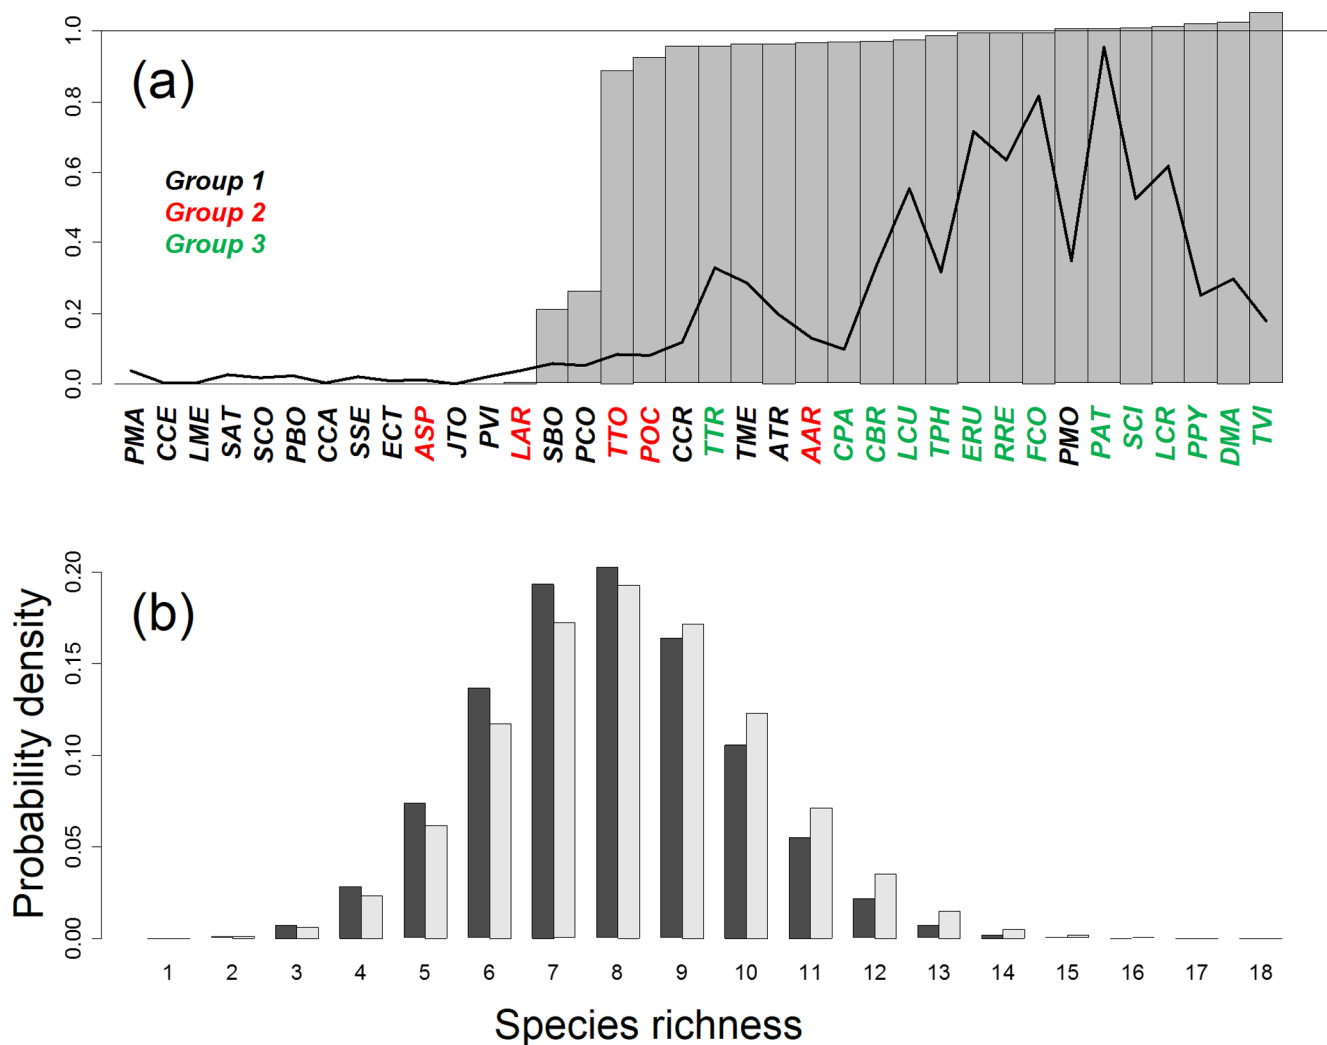 (a)
1.0
0.8
0.6
0.4
0.2
0.0
Group 1
Group 2
Group 3
PMA CCE LME SAT SCO PBO CCA SSE ECT ASP JTO PVI LAR SBO PCO TTO POC CCR TTR TME ATR AAR CPA CBR LCU TPH ERU RRE FCO PMO PAT SCI LCR PPY DMA TVI
(b)
Probability density
0.20
0.15
0.10
0.05
0.00
1 2 3 4 5 6 7 8 9 10 11 12 13 14 15 16 17 18
Species richness